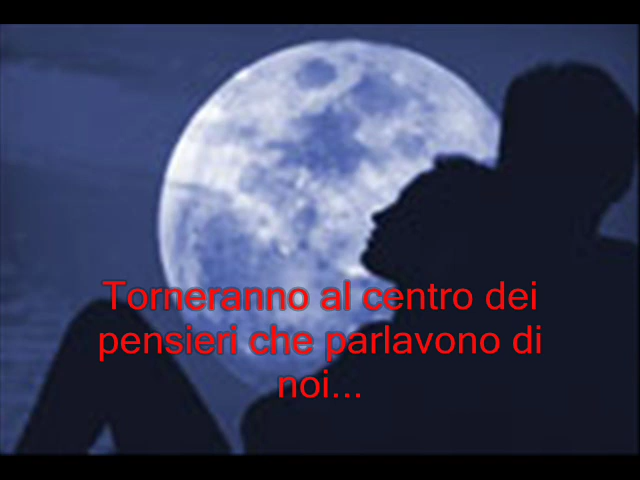 Torneranno al centro dei
pensieri che parlavono di
noi...